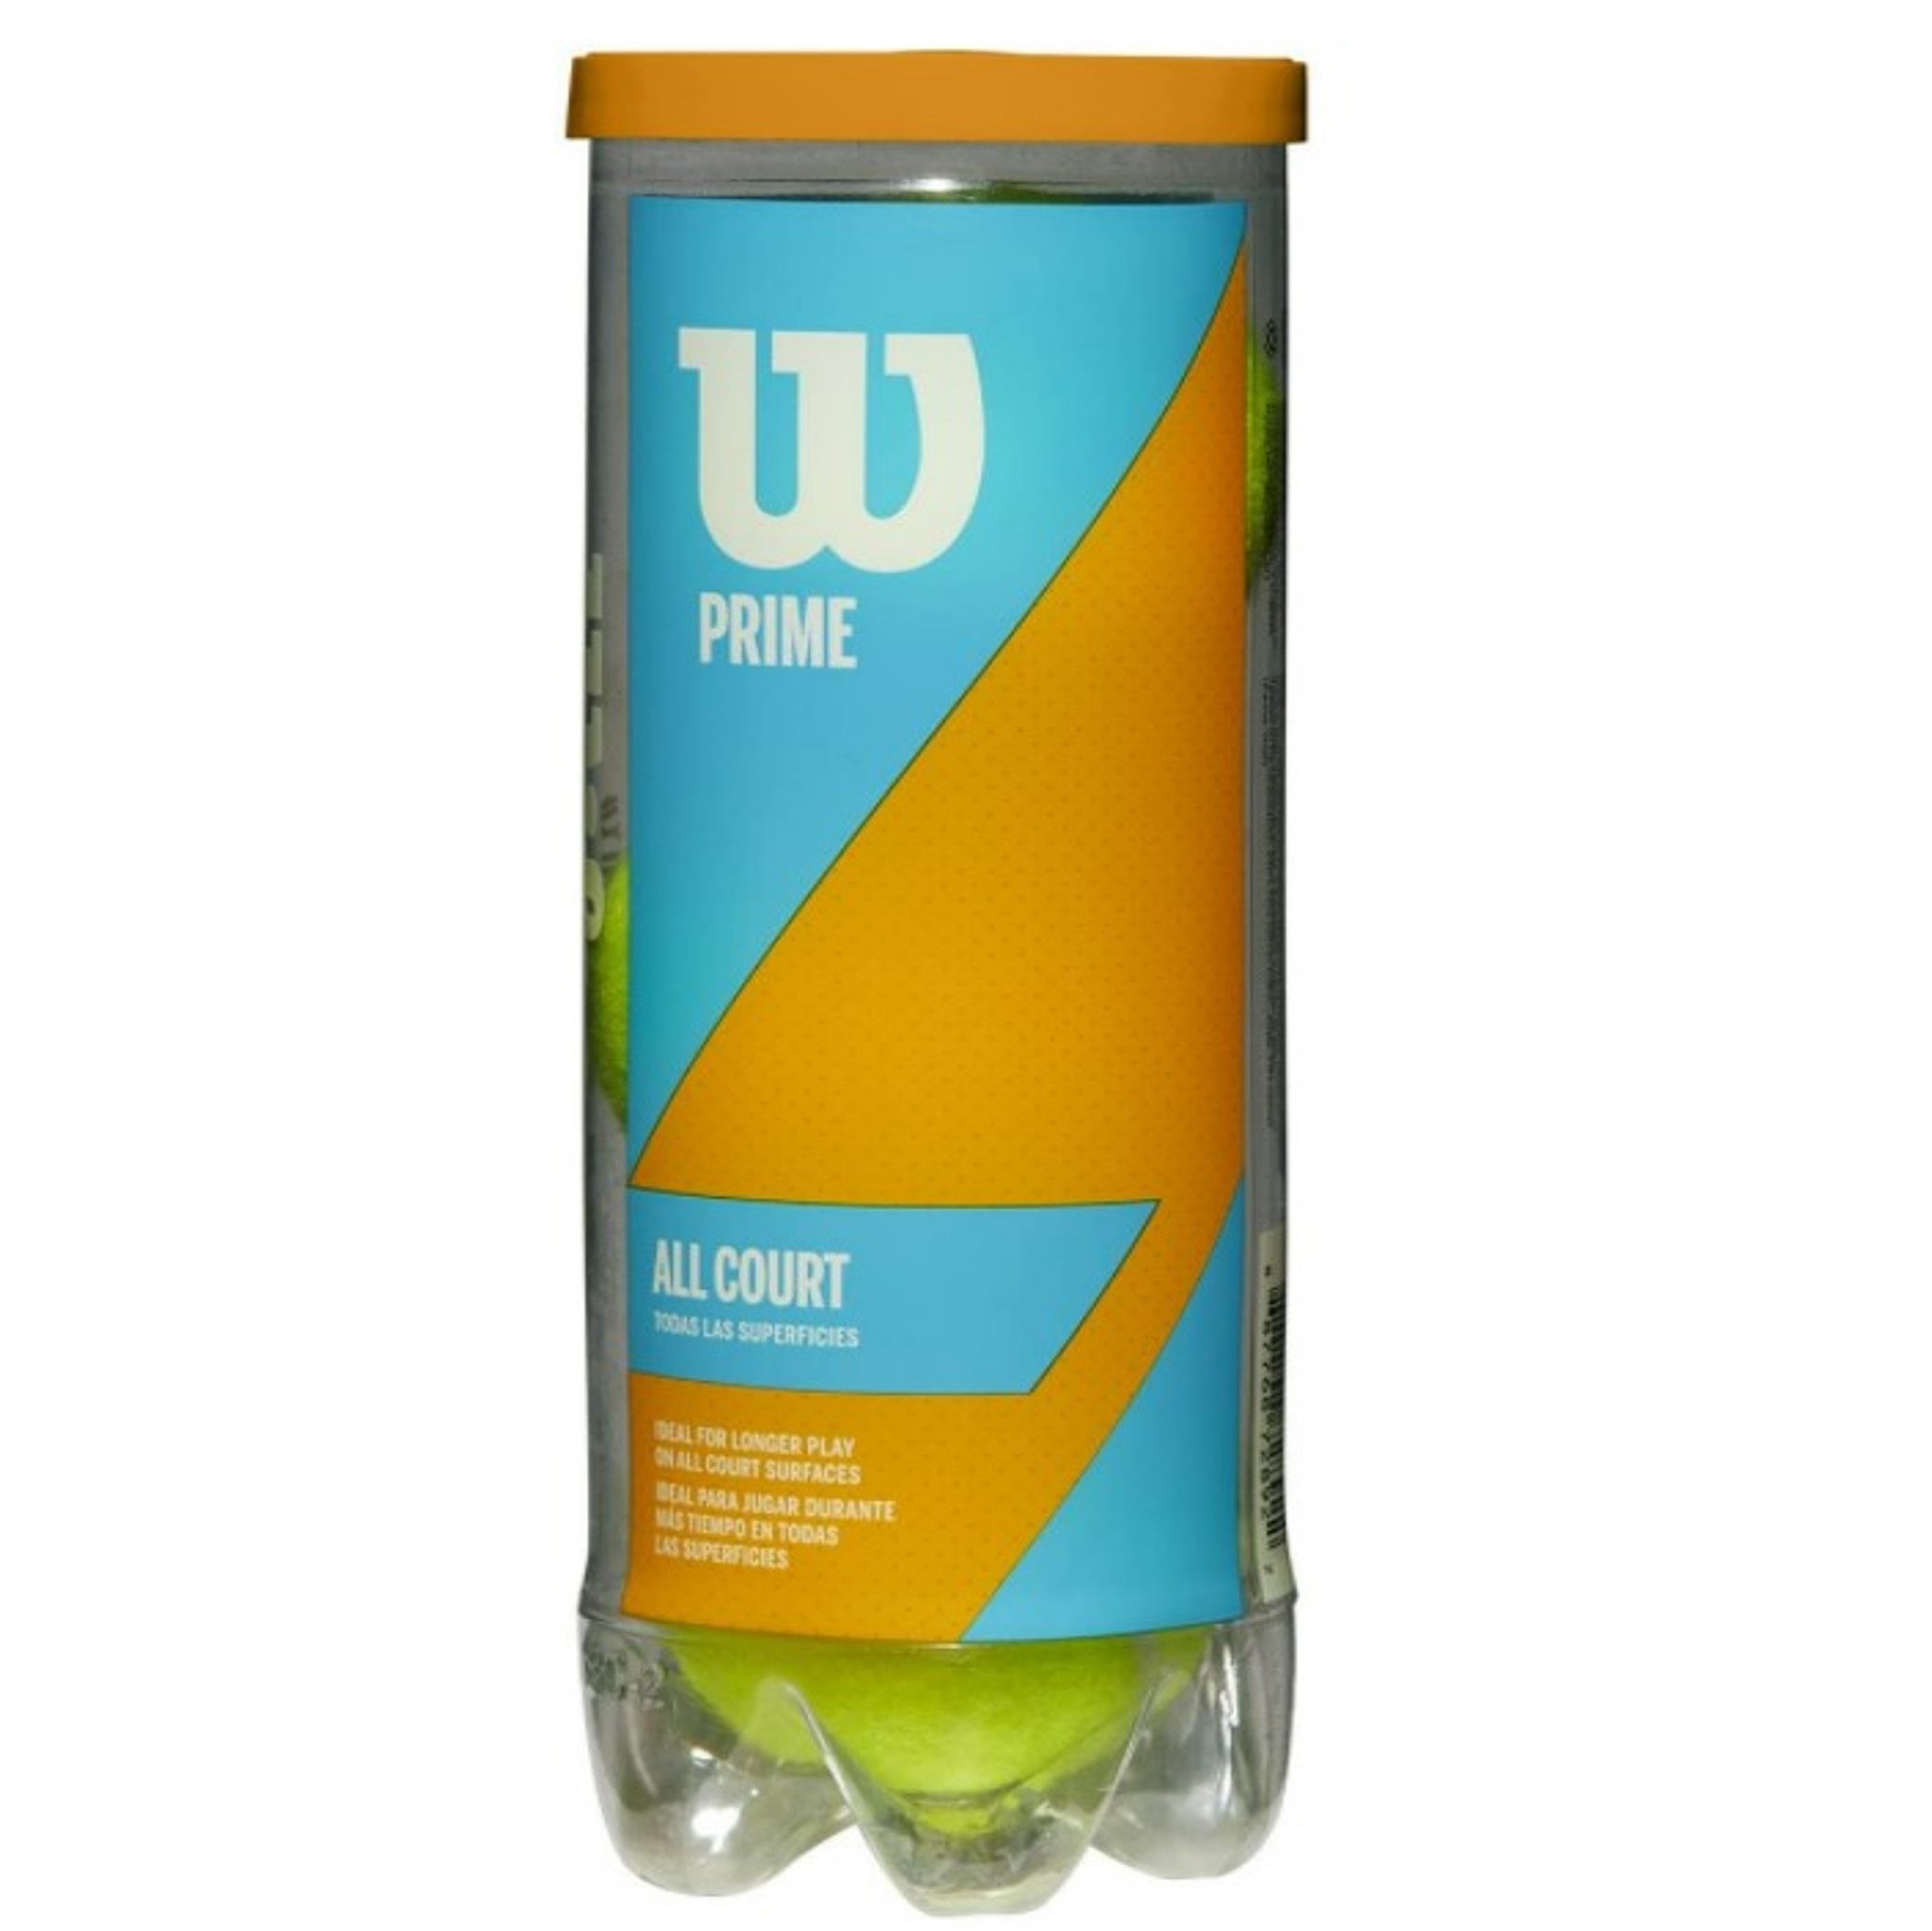 W
PRIME
ALL COURT
TODAS LAS SUPERFICIES
IDEAL FOR LONGER PLAY
ON ALL COURT SURFACES
IDEAL PARA JUGAR DURANTE
MÁS TIEMPO EN TODAS
LAS SUPERFICIES